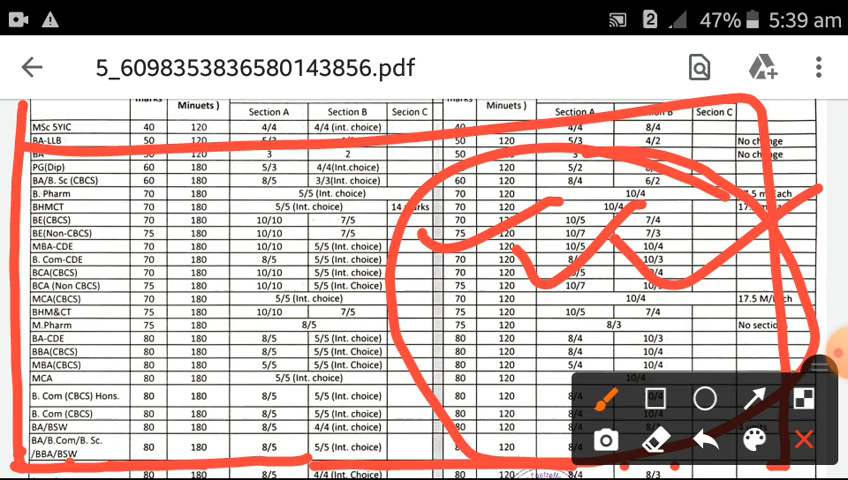 2 47% 5:39 am
5_6098353836580143856.pdf
marks Minuets ) Section A Section B Secion C marks Minutes ) Section A Secion C
MSc 5YIC 40 120 4/4 4/4 (int. choice) 40 120 4/4 8/4
BA-LLB 50 120 50 120 5/3 4/2 No change
BA 50 120 3 2 50 120 3 No change
PG(Dip) 60 180 5/3 4/4(Int.choice) 120 5/2
BA/B. Sc (CBCS) 60 180 8/5 3/3(Int. choice) 60 120 8/4 6/2
B. Pharm 70 180 5/5 (Int. choice) 70 120 10/4
BHMCT 70 180 5/5 (Int. choice) 14 marks 70 120 10/4
BE(CBCS) 70 180 10/10 7/5 70 120 10/5 7/4
BE(Non-CBCS) 75 180 10/10 7/5 75 120 10/7 7/3
MBA-CDE 70 180 10/10 5/5 (Int. choice) 120 10/5 10/4
B. Com-CDE 70 180 8/5 5/5 (Int. choice) 70 120 10/3
BCA(CBCS) 70 180 10/10 5/5 (Int. choice) 70 120
BCA (Non CBCS) 75 180 10/10 5/5 (Int. choice) 75 120 10/7
MCA(CBCS) 70 180 5/5 (Int. choice) 70 120 10/4
BHM&CT 75 180 10/10 7/5 70 120 10/5 7/4
M.Pharm 75 180 8/5 75 120 8/3 No section
BA-CDE 80 180 8/5 5/5 (Int. choice) 80 120 8/4 10/3
BBA(CBCS) 80 180 8/5 5/5 (Int. choice) 80 120 8/4 10/4
MBA(CBCS) 80 180 5/5 5/5 (Int. choice) 80 120 5/4 10/4
MCA 80 180 5/5 (Int. choice) 80 120
B. Com (CBCS) Hons. 80 180 8/5 5/5 (Int. choice) 80 120
B. Com (CBCS) 80 180 8/5 5/5 (Int. choice) 80 120
BA/BSW 80 180 8/5 4/4 (int. choice) 80 120
BA/B.Com/B. Sc.
/BBA/BSW 80 180 8/5 5/5 (Int. choice) 120
80 180 8/5 4/4 (Int. choice) 80 120 8/4 8/3